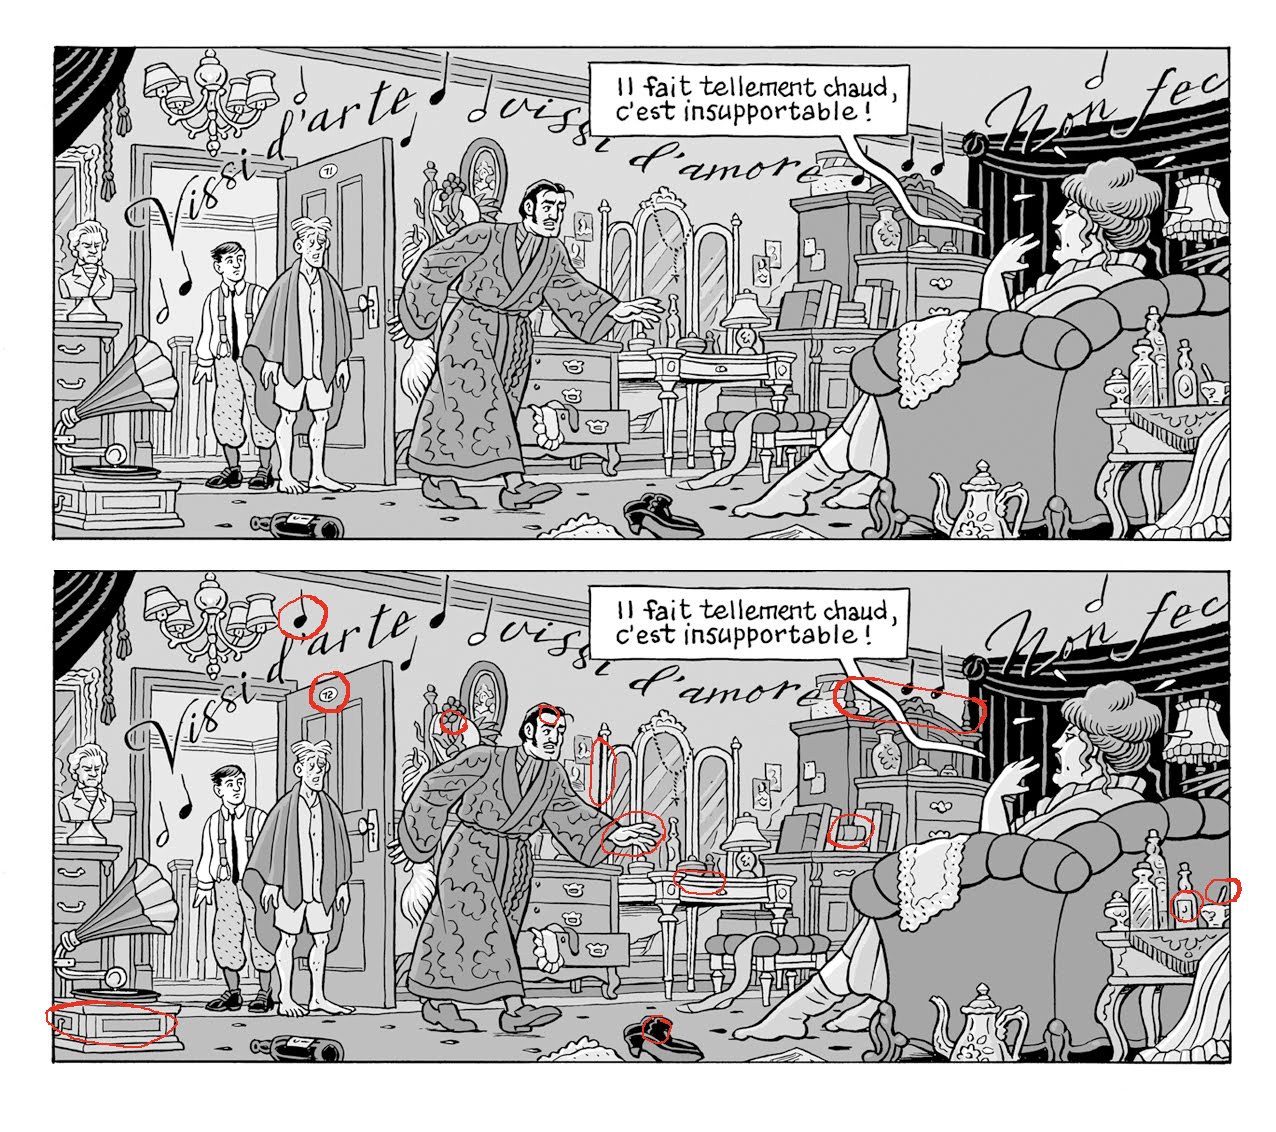 Vissi d'arte vissi d'amore Non fec
Il fait tellement chaud,
c'est insupportable !
71
Vissi d'arte vissi d'amore Non fec
Il fait tellement chaud,
c'est insupportable !
72